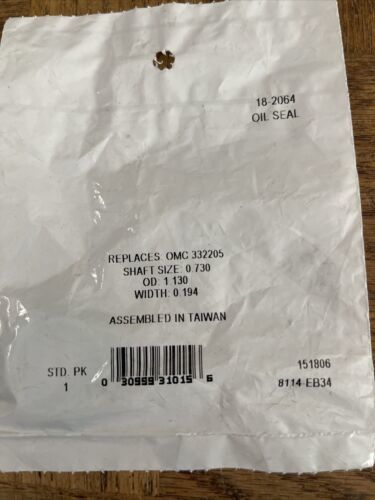 18-2064
OIL SEAL
REPLACES OMC 332205
SHAFT SIZE: 0.730
OD: 1.130
WIDTH: 0.194
ASSEMBLED IN TAIWAN
STD. PK
1
0 30999 31015 6
151806
8114-EB34